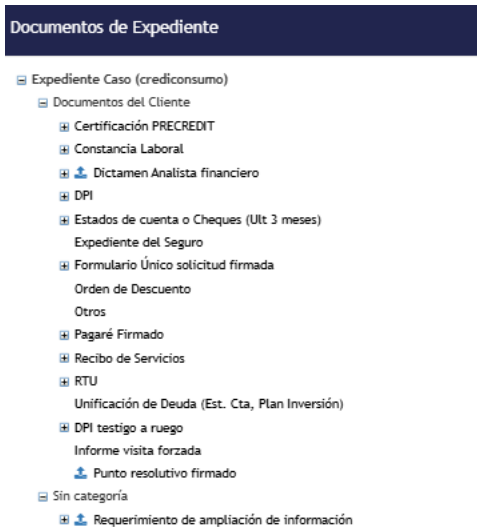 Documentos de Expediente
Expediente Caso (crediconsumo)
Documentos del Cliente
Certificación PRECREDIT
Constancia Laboral
Dictamen Analista financiero
DPI
Estados de cuenta o Cheques (Ult 3 meses)
Expediente del Seguro
Formulario Único solicitud firmada
Orden de Descuento
Otros
Pagaré Firmado
Recibo de Servicios
RTU
Unificación de Deuda (Est. Cta, Plan Inversión)
DPI testigo a ruego
Informe visita forzada
Punto resolutivo firmado
Sin categoría
Requerimiento de ampliación de información